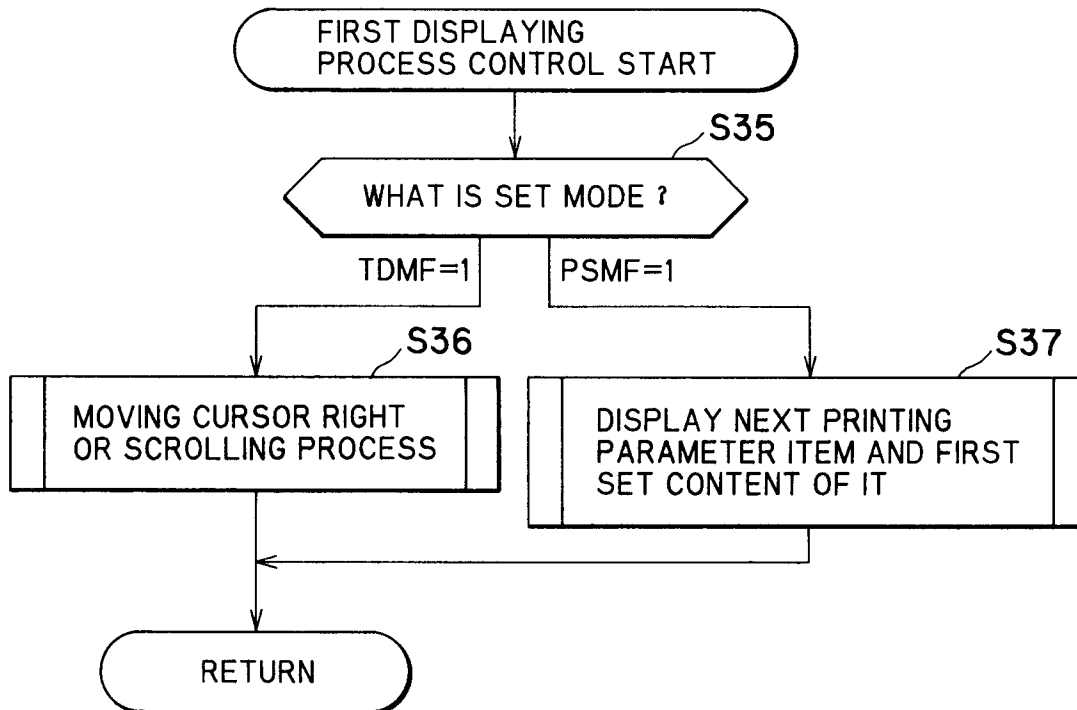 FIRST DISPLAYING
PROCESS CONTROL START
S35
WHAT IS SET MODE ?
TDMF=1
PSMF=1
S36
MOVING CURSOR RIGHT
OR SCROLLING PROCESS
S37
DISPLAY NEXT PRINTING
PARAMETER ITEM AND FIRST
SET CONTENT OF IT
RETURN